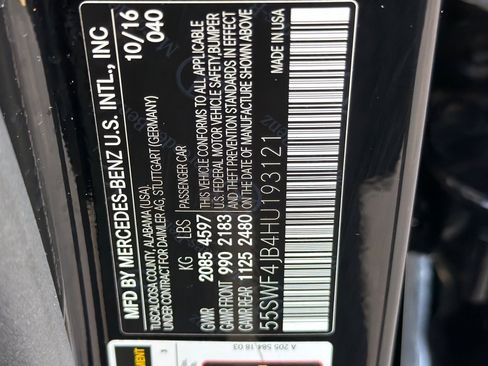 MFD BY MERCEDES-BENZ U.S. INTL., INC
TUSCALOOSA COUNTY, ALABAMA (USA).
CONSTRUCTED FOR DAIMLER AG, STUTTGART (GERMANY)
10/16
040
KG LBS PASSENGER CAR
GVWR 2085 4597 THIS VEHICLE CONFORMS TO ALL APPLICABLE
GAWR FRONT 990 2183 U.S. FEDERAL MOTOR VEHICLE SAFETY, BUMPER
GAWR REAR 1125 2480 AND THEFT PREVENTION STANDARDS IN EFFECT
ON THE DATE OF MANUFACTURE SHOWN ABOVE.
MADE IN USA
55SWF4JB4HU193121
A 205 584 18 03